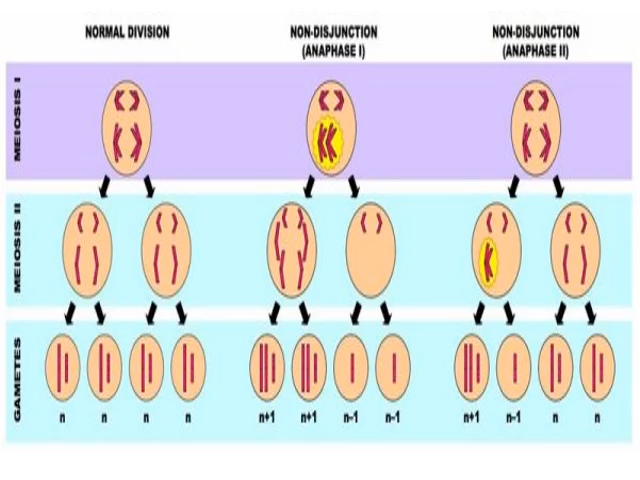 NORMAL DIVISION
NON-DISJUNCTION
(ANAPHASE I)
NON-DISJUNCTION
(ANAPHASE II)
MEIOSIS I
MEIOSIS II
GAMETES
n n n n
n+1 n+1 n-1 n-1
n+1 n-1 n n